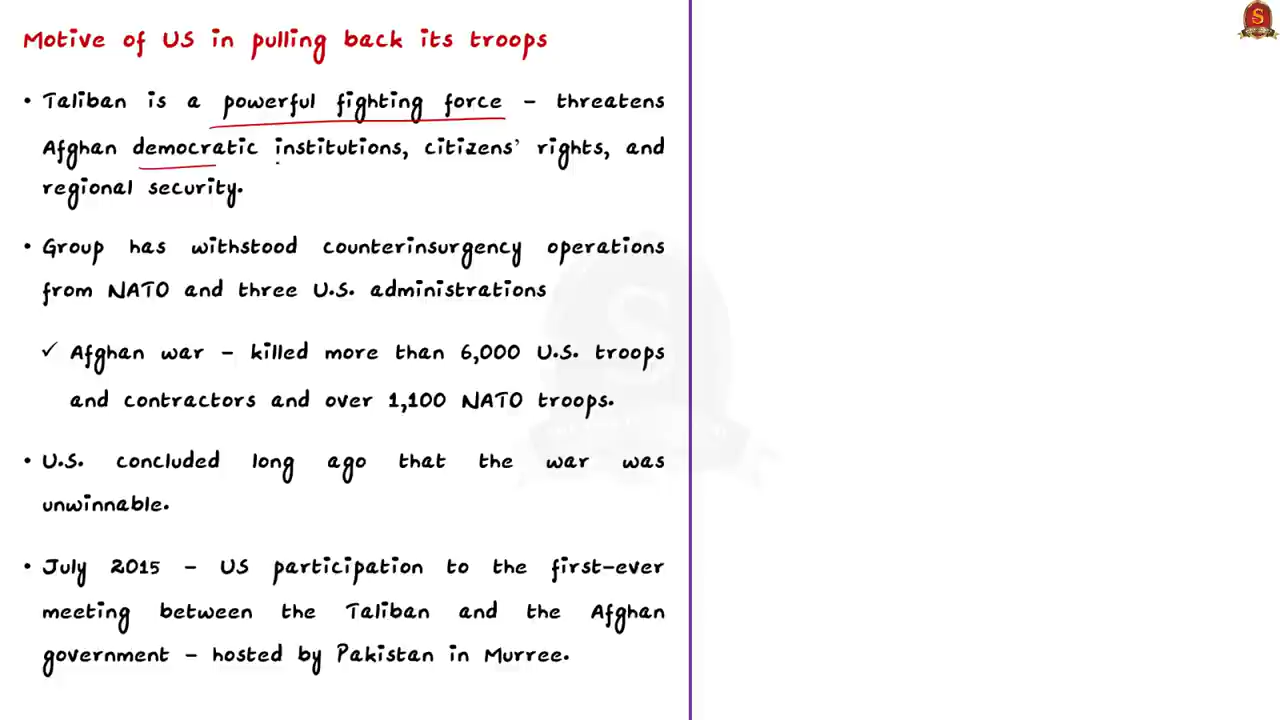 Motive of US in pulling back its troops
• Taliban is a powerful fighting force – threatens
Afghan democratic institutions, citizens' rights, and
regional security.
• Group has withstood counterinsurgency operations
from NATO and three U.S. administrations
✓ Afghan war – killed more than 6,000 U.S. troops
and contractors and over 1,100 NATO troops.
• U.S. concluded long ago that the war was
unwinnable.
• July 2015 – US participation to the first-ever
meeting between the Taliban and the Afghan
government – hosted by Pakistan in Murree.
S
S